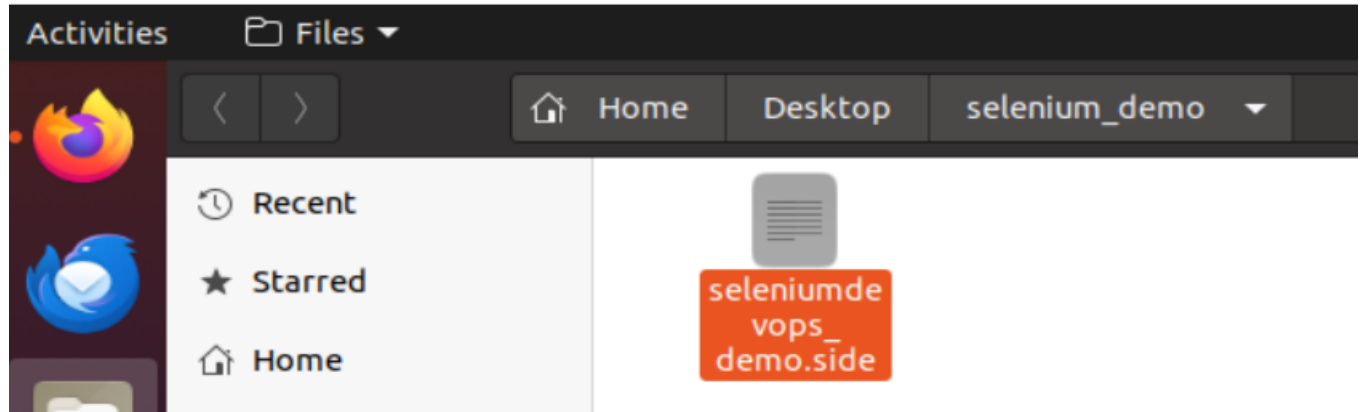 Activities Files
Home Desktop selenium_demo
Recent
Starred
Home
seleniumde
vops_
demo.side